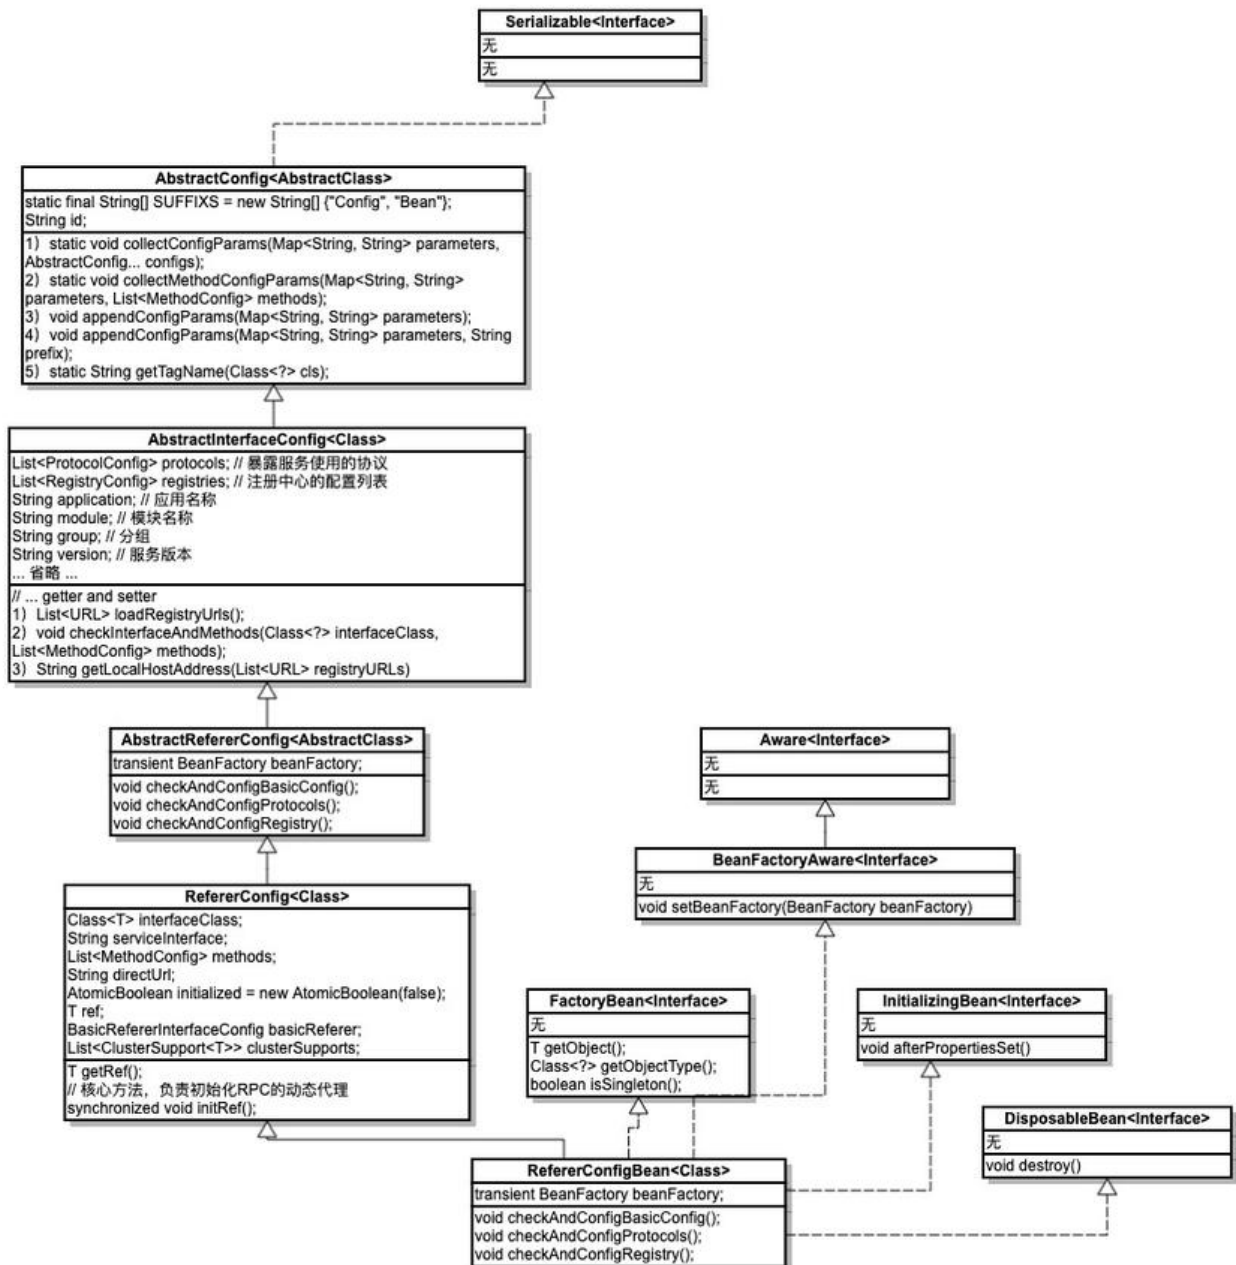 Serializable<Interface>
无
无
AbstractConfig<AbstractClass>
static final String[] SUFFIXS = new String[] {"Config", "Bean"};
String id;
1）static void collectConfigParams(Map<String, String> parameters,
AbstractConfig... configs);
2）static void collectMethodConfigParams(Map<String, String>
parameters, List<MethodConfig> methods);
3）void appendConfigParams(Map<String, String> parameters);
4）void appendConfigParams(Map<String, String> parameters, String
prefix);
5）static String getTagName(Class<?> cls);
AbstractInterfaceConfig<Class>
List<ProtocolConfig> protocols; // 暴露服务使用的协议
List<RegistryConfig> registries; // 注册中心的配置列表
String application; // 应用名称
String module; // 模块名称
String group; // 分组
String version; // 服务版本
... 省略 ...
// ... getter and setter
1）List<URL> loadRegistryUrls();
2）void checkInterfaceAndMethods(Class<?> interfaceClass,
List<MethodConfig> methods);
3）String getLocalHostAddress(List<URL> registryURLs)
AbstractRefererConfig<AbstractClass>
transient BeanFactory beanFactory;
void checkAndConfigBasicConfig();
void checkAndConfigProtocols();
void checkAndConfigRegistry();
Aware<Interface>
无
无
BeanFactoryAware<Interface>
无
void setBeanFactory(BeanFactory beanFactory)
RefererConfig<Class>
Class<T> interfaceClass;
String serviceInterface;
List<MethodConfig> methods;
String directUrl;
AtomicBoolean initialized = new AtomicBoolean(false);
T ref;
BasicRefererInterfaceConfig basicReferer;
List<ClusterSupport<T>> clusterSupports;
T getRef();
// 核心方法，负责初始化RPC的动态代理
synchronized void initRef();
FactoryBean<Interface>
无
T getObject();
Class<?> getObjectType();
boolean isSingleton();
InitializingBean<Interface>
无
void afterPropertiesSet()
DisposableBean<Interface>
无
void destroy()
RefererConfigBean<Class>
transient BeanFactory beanFactory;
void checkAndConfigBasicConfig();
void checkAndConfigProtocols();
void checkAndConfigRegistry();